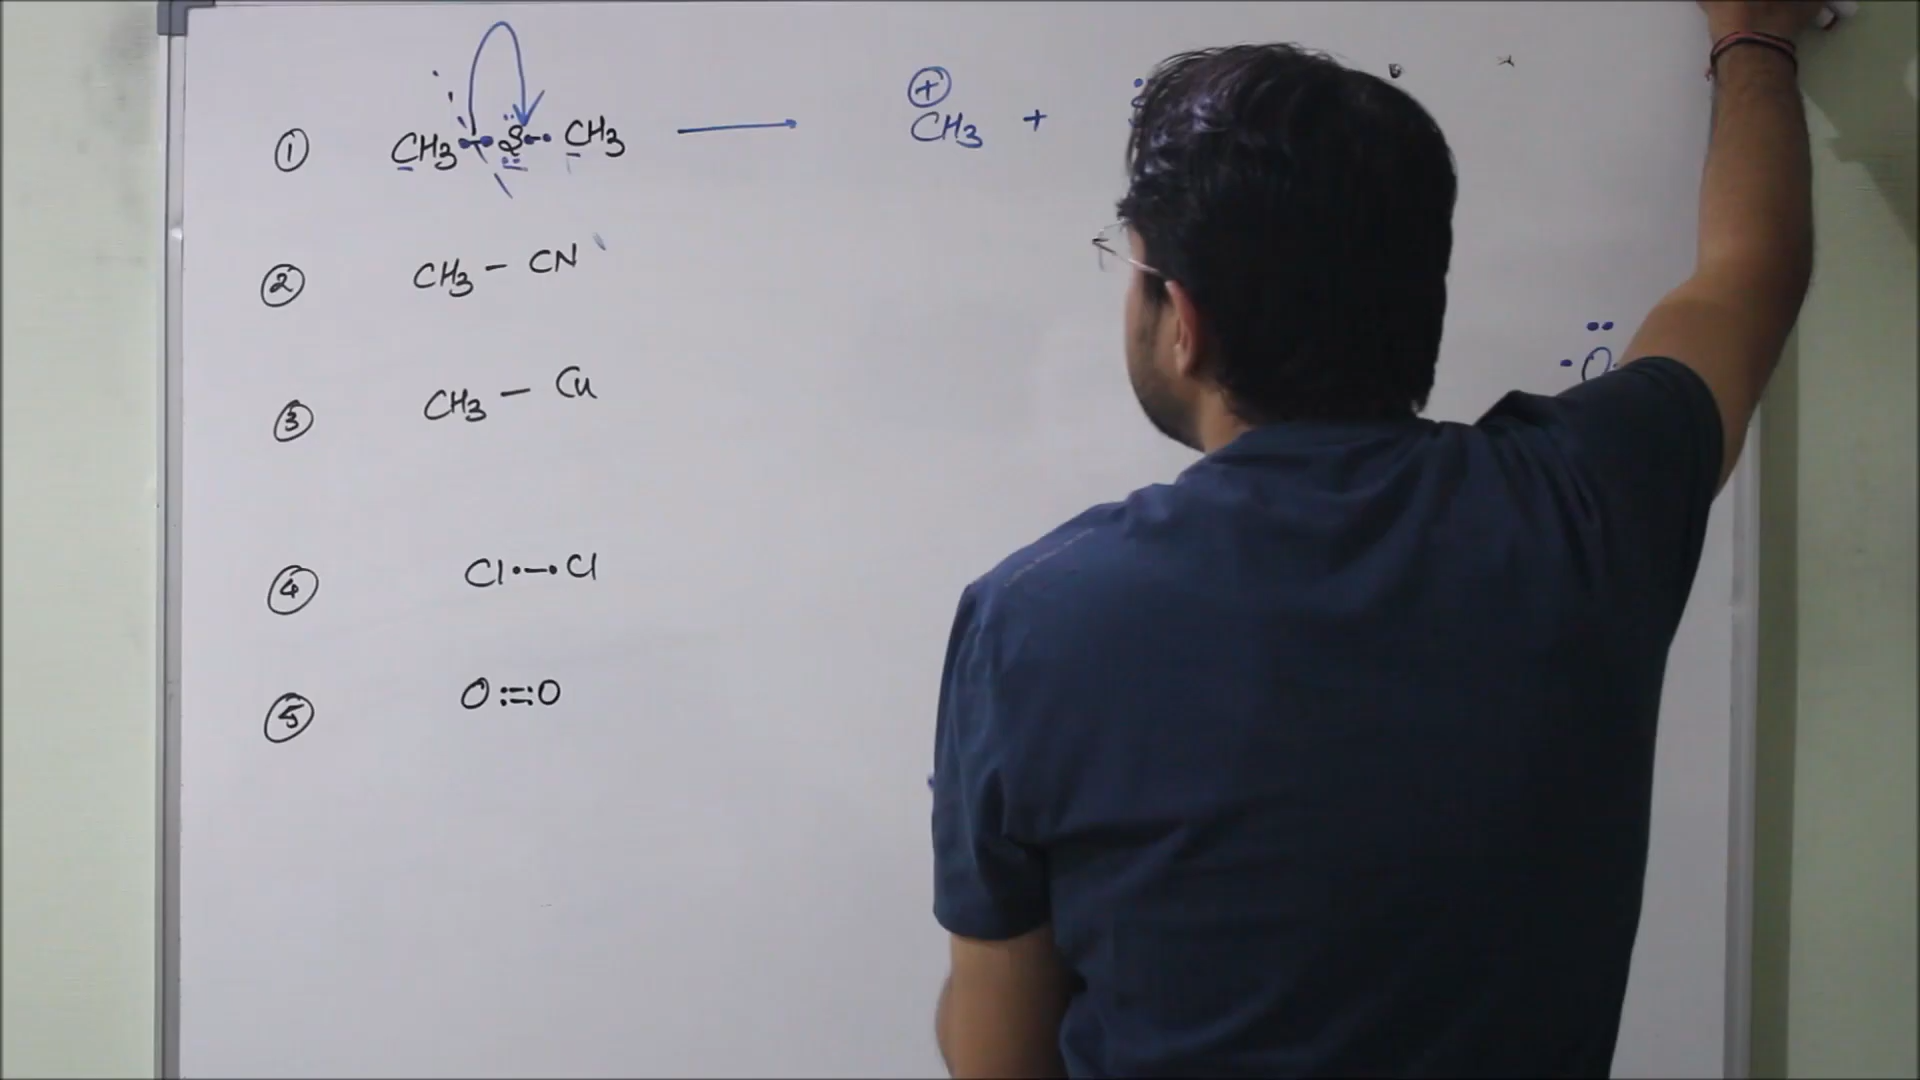 ① CH3 – S – CH3 ⟶ ⊕ CH3 +
② CH3 – CN
③ CH3 – Cu
④ Cl – Cl
⑤ O = O
O